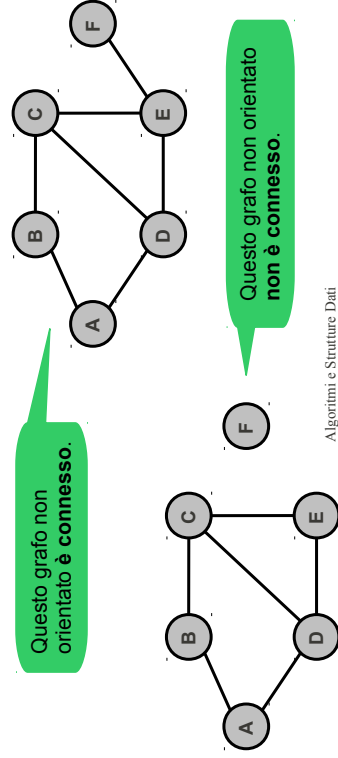 Questo grafo non
orientato è connesso.
B
C
A
D
E
F
B
C
A
D
E
F
Questo grafo non orientato
non è connesso.
Algoritmi e Strutture Dati